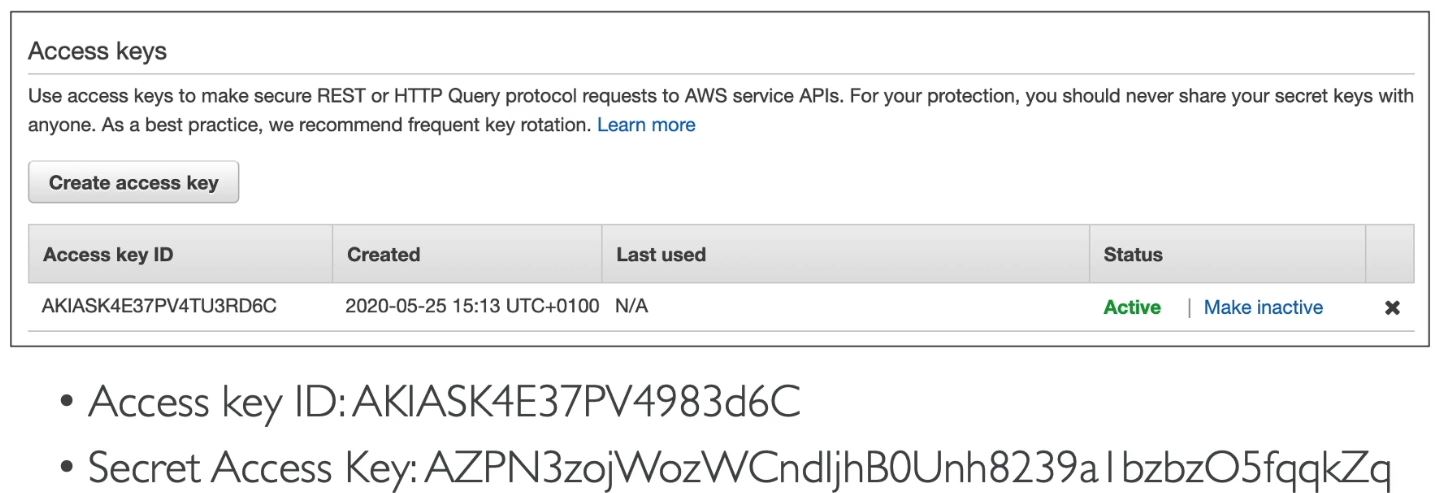 Access keys
Use access keys to make secure REST or HTTP Query protocol requests to AWS service APIs. For your protection, you should never share your secret keys with
anyone. As a best practice, we recommend frequent key rotation. Learn more
Create access key
Access key ID Created Last used Status
AKIASK4E37PV4TU3RD6C 2020-05-25 15:13 UTC+0100 N/A Active | Make inactive ✖
• Access key ID: AKIASK4E37PV4983d6C
• Secret Access Key: AZPN3zojWozWCndIjhB0Unh8239a1bzbzO5fqqkZq